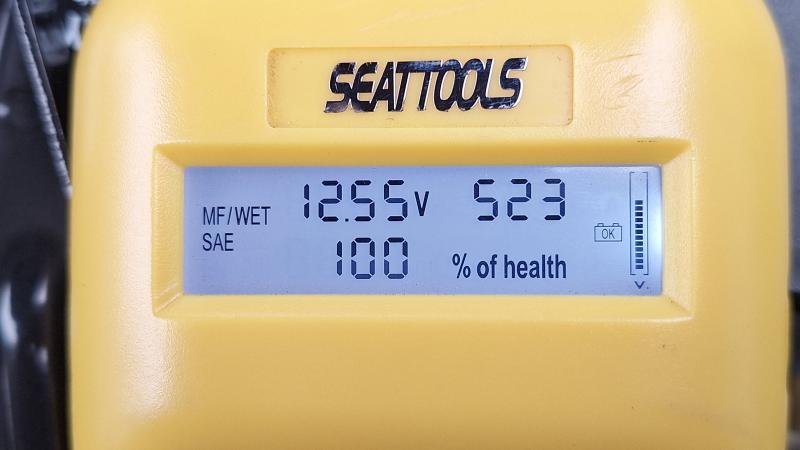 SEATTOOLS
MF/WET 12.55V 523
SAE 100 % of health
OK